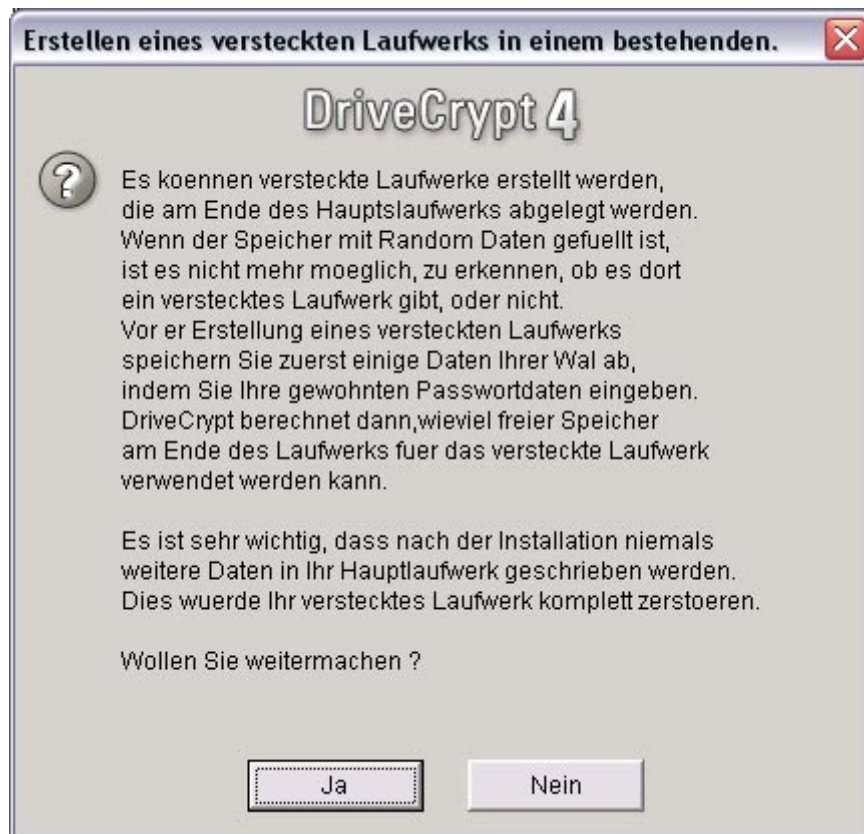 Erstellen eines versteckten Laufwerks in einem bestehenden.
DriveCrypt 4
Es koennen versteckte Laufwerke erstellt werden,
die am Ende des Hauptslaufwerks abgelegt werden.
Wenn der Speicher mit Random Daten gefuellt ist,
ist es nicht mehr moeglich, zu erkennen, ob es dort
ein verstecktes Laufwerk gibt, oder nicht.
Vor er Erstellung eines versteckten Laufwerks
speichern Sie zuerst einige Daten Ihrer Wal ab,
indem Sie Ihre gewohnten Passwortdaten eingeben.
DriveCrypt berechnet dann,wieviel freier Speicher
am Ende des Laufwerks fuer das versteckte Laufwerk
verwendet werden kann.
Es ist sehr wichtig, dass nach der Installation niemals
weitere Daten in Ihr Hauptlaufwerk geschrieben werden.
Dies wuerde Ihr verstecktes Laufwerk komplett zerstoeren.
Wollen Sie weitermachen ?
Ja
Nein